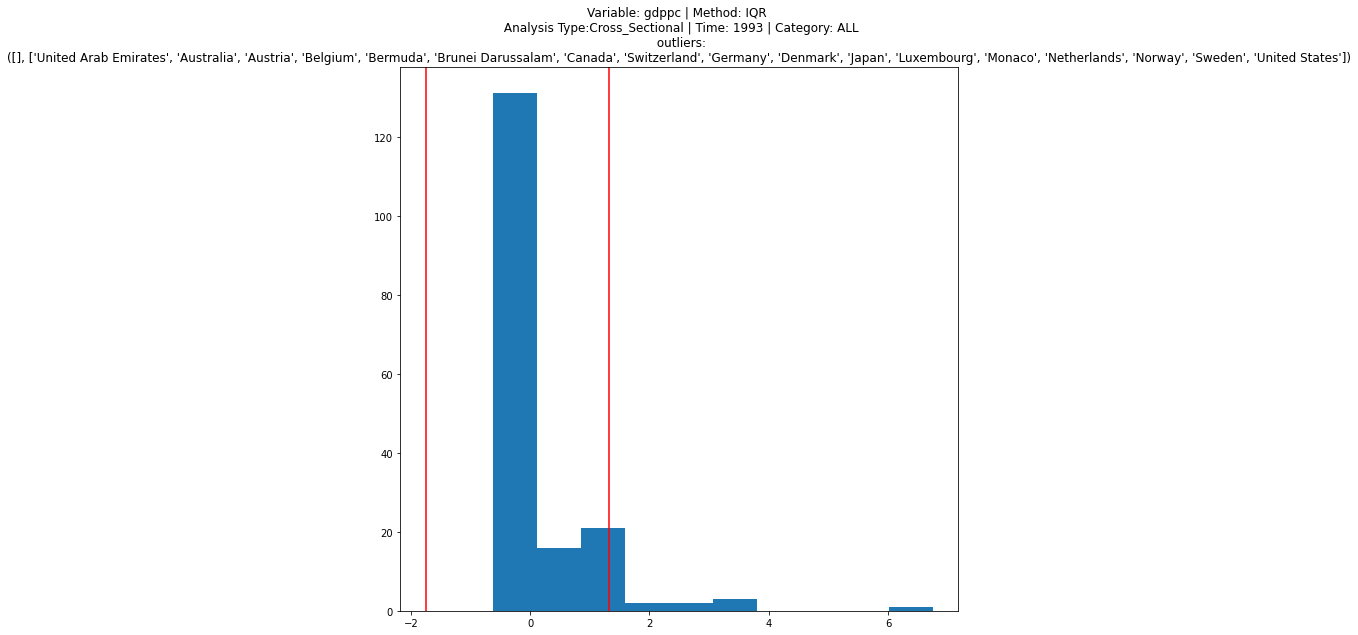 Variable: gdppc | Method: IQR
Analysis Type:Cross_Sectional | Time: 1993 | Category: ALL
outliers:
([], ['United Arab Emirates', 'Australia', 'Austria', 'Belgium', 'Bermuda', 'Brunei Darussalam', 'Canada', 'Switzerland', 'Germany', 'Denmark', 'Japan', 'Luxembourg', 'Monaco', 'Netherlands', 'Norway', 'Sweden', 'United States'])
120
100
80
60
40
20
0
−2 0 2 4 6